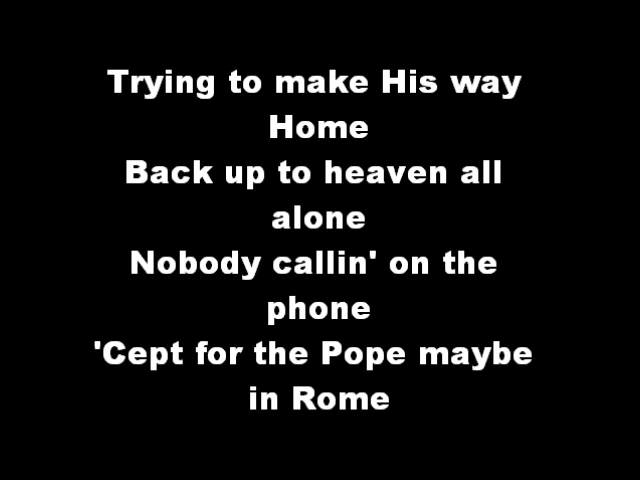 Trying to make His way
Home
Back up to heaven all
alone
Nobody callin' on the
phone
'Cept for the Pope maybe
in Rome